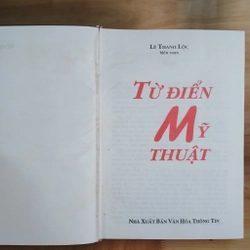 LÊ THANH LỘC
Biên soạn
TỪ ĐIỂN
MỸ
THUẬT
NHÀ XUẤT BẢN VĂN HÓA THÔNG TIN